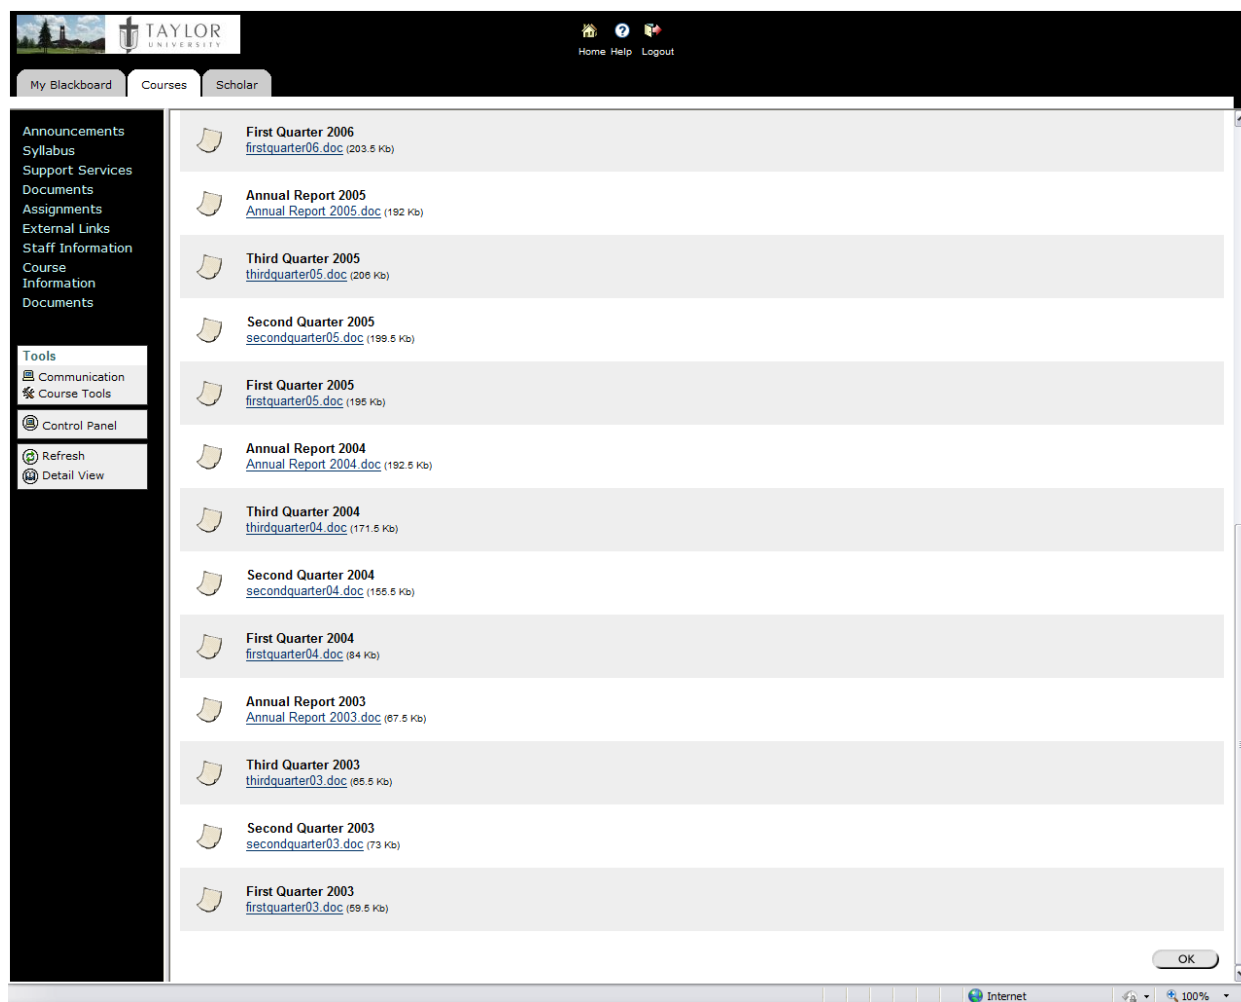 TAYLOR
UNIVERSITY
Home Help Logout
My Blackboard Courses Scholar
Announcements
Syllabus
Support Services
Documents
Assignments
External Links
Staff Information
Course
Information
Documents
Tools
Communication
Course Tools
Control Panel
Refresh
Detail View
First Quarter 2006
firstquarter06.doc (203.5 Kb)
Annual Report 2005
Annual Report 2005.doc (192 Kb)
Third Quarter 2005
thirdquarter05.doc (206 Kb)
Second Quarter 2005
secondquarter05.doc (199.5 Kb)
First Quarter 2005
firstquarter05.doc (195 Kb)
Annual Report 2004
Annual Report 2004.doc (192.5 Kb)
Third Quarter 2004
thirdquarter04.doc (171.5 Kb)
Second Quarter 2004
secondquarter04.doc (155.5 Kb)
First Quarter 2004
firstquarter04.doc (84 Kb)
Annual Report 2003
Annual Report 2003.doc (67.5 Kb)
Third Quarter 2003
thirdquarter03.doc (65.5 Kb)
Second Quarter 2003
secondquarter03.doc (73 Kb)
First Quarter 2003
firstquarter03.doc (59.5 Kb)
OK
Internet 100%